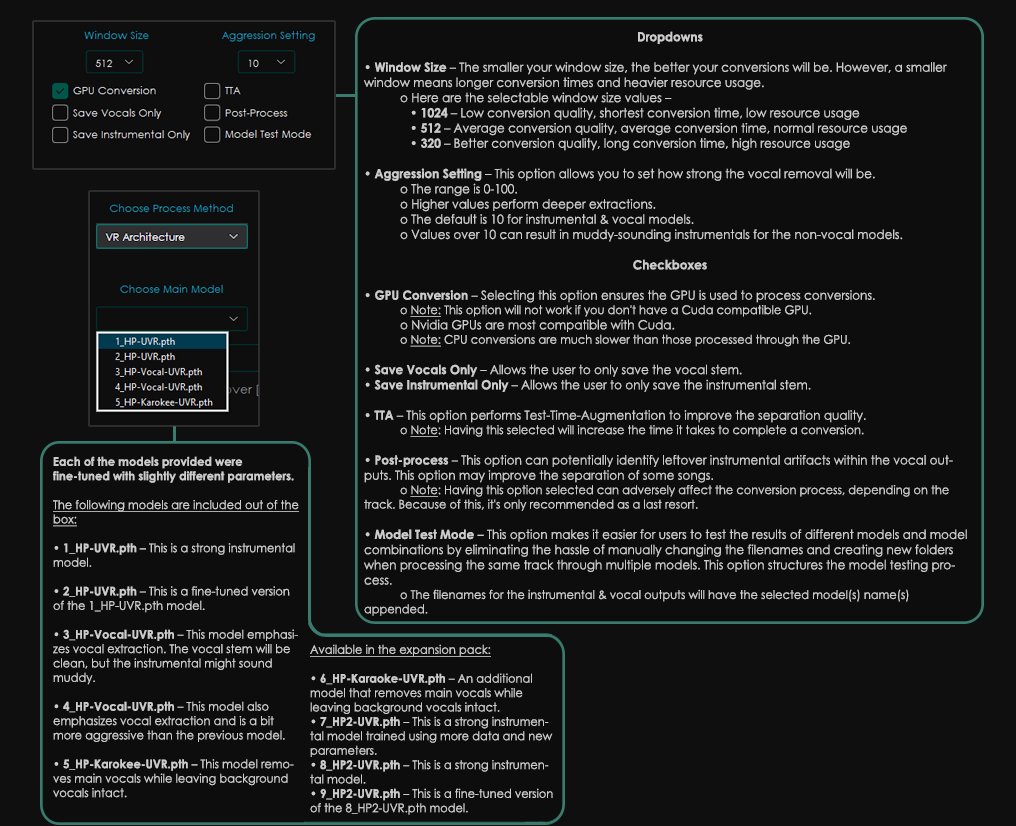 Window Size
Aggression Setting
512
10
GPU Conversion
TTA
Save Vocals Only
Post-Process
Save Instrumental Only
Model Test Mode
Choose Process Method
VR Architecture
Choose Main Model
1_HP-UVR.pth
2_HP-UVR.pth
3_HP-Vocal-UVR.pth
4_HP-Vocal-UVR.pth
5_HP-Karokee-UVR.pth
over [
Dropdowns
• Window Size – The smaller your window size, the better your conversions will be. However, a smaller
window means longer conversion times and heavier resource usage.
o Here are the selectable window size values –
• 1024 – Low conversion quality, shortest conversion time, low resource usage
• 512 – Average conversion quality, average conversion time, normal resource usage
• 320 – Better conversion quality, long conversion time, high resource usage
• Aggression Setting – This option allows you to set how strong the vocal removal will be.
o The range is 0-100.
o Higher values perform deeper extractions.
o The default is 10 for instrumental & vocal models.
o Values over 10 can result in muddy-sounding instrumentals for the non-vocal models.
Checkboxes
• GPU Conversion – Selecting this option ensures the GPU is used to process conversions.
o Note: This option will not work if you don't have a Cuda compatible GPU.
o Nvidia GPUs are most compatible with Cuda.
o Note: CPU conversions are much slower than those processed through the GPU.
• Save Vocals Only – Allows the user to only save the vocal stem.
• Save Instrumental Only – Allows the user to only save the instrumental stem.
• TTA – This option performs Test-Time-Augmentation to improve the separation quality.
o Note: Having this selected will increase the time it takes to complete a conversion.
• Post-process – This option can potentially identify leftover instrumental artifacts within the vocal out-
puts. This option may improve the separation of some songs.
o Note: Having this option selected can adversely affect the conversion process, depending on the
track. Because of this, it's only recommended as a last resort.
• Model Test Mode – This option makes it easier for users to test the results of different models and model
combinations by eliminating the hassle of manually changing the filenames and creating new folders
when processing the same track through multiple models. This option structures the model testing pro-
cess.
o The filenames for the instrumental & vocal outputs will have the selected model(s) name(s)
appended.
Each of the models provided were
fine-tuned with slightly different parameters.
The following models are included out of the
box:
• 1_HP-UVR.pth – This is a strong instrumental
model.
• 2_HP-UVR.pth – This is a fine-tuned version
of the 1_HP-UVR.pth model.
• 3_HP-Vocal-UVR.pth – This model emphasi-
zes vocal extraction. The vocal stem will be
clean, but the instrumental might sound
muddy.
• 4_HP-Vocal-UVR.pth – This model also
emphasizes vocal extraction and is a bit
more aggressive than the previous model.
• 5_HP-Karokee-UVR.pth – This model remo-
ves main vocals while leaving background
vocals intact.
Available in the expansion pack:
• 6_HP-Karaoke-UVR.pth – An additional
model that removes main vocals while
leaving background vocals intact.
• 7_HP2-UVR.pth – This is a strong instrumen-
tal model trained using more data and new
parameters.
• 8_HP2-UVR.pth – This is a strong instrumen-
tal model.
• 9_HP2-UVR.pth – This is a fine-tuned version
of the 8_HP2-UVR.pth model.